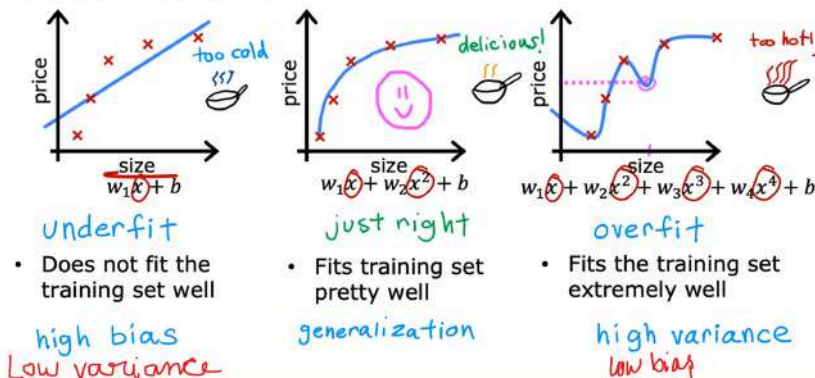 too cold
price
size
w₁x + b
underfit
• Does not fit the
training set well
high bias
Low variance
delicious!
price
size
w₁x + w₂x² + b
just right
• Fits training set
pretty well
generalization
too hot!
price
size
w₁x + w₂x² + w₃x³ + w₄x⁴ + b
overfit
• Fits the training set
extremely well
high variance
low bias